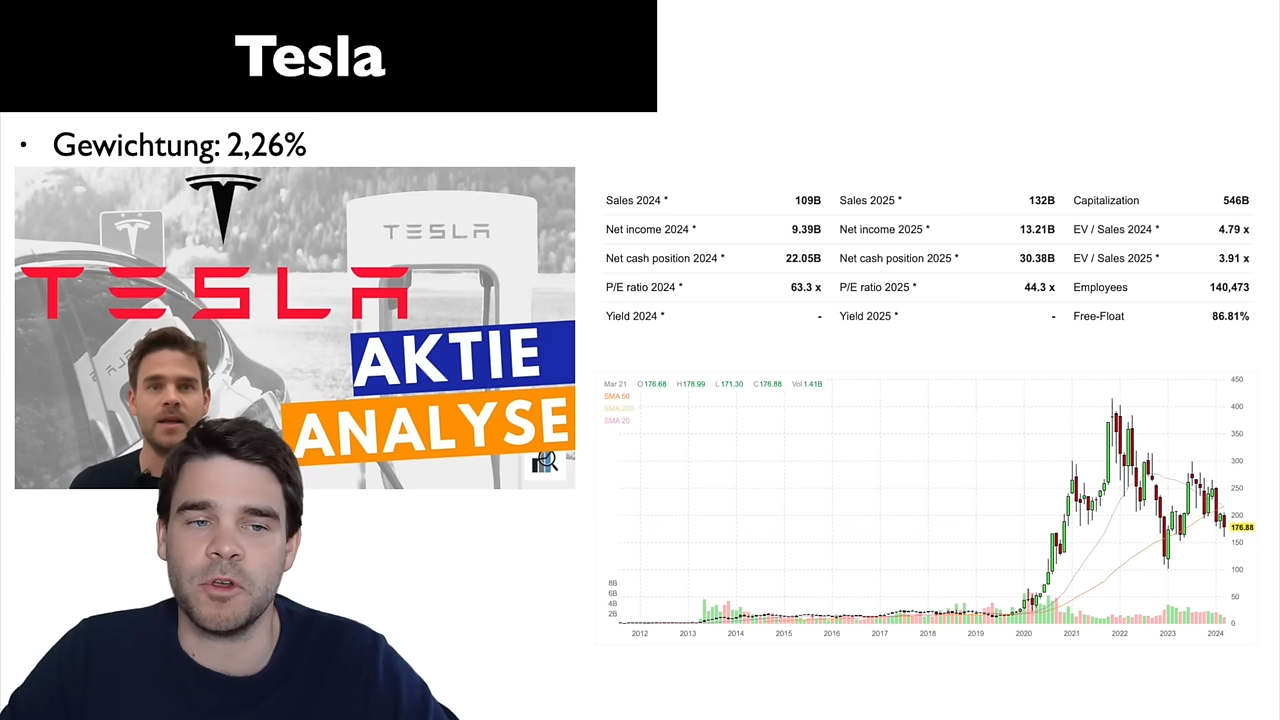 Tesla
• Gewichtung: 2,26%
TESLA
TESLA
AKTIE
ANALYSE
Sales 2024 * 109B Sales 2025 * 132B Capitalization 546B
Net income 2024 * 9.39B Net income 2025 * 13.21B EV / Sales 2024 * 4.79 x
Net cash position 2024 * 22.05B Net cash position 2025 * 30.38B EV / Sales 2025 * 3.91 x
P/E ratio 2024 * 63.3 x P/E ratio 2025 * 44.3 x Employees 140,473
Yield 2024 * - Yield 2025 * - Free-Float 86.81%
Mar 21 O 176.68 H 178.99 L 171.30 C 176.88 Vol 1.41B
SMA 50
SMA 200
SMA 20
450
400
350
300
250
200
176.88
150
100
50
0
8B
6B
4B
2B
2012 2013 2014 2015 2016 2017 2018 2019 2020 2021 2022 2023 2024